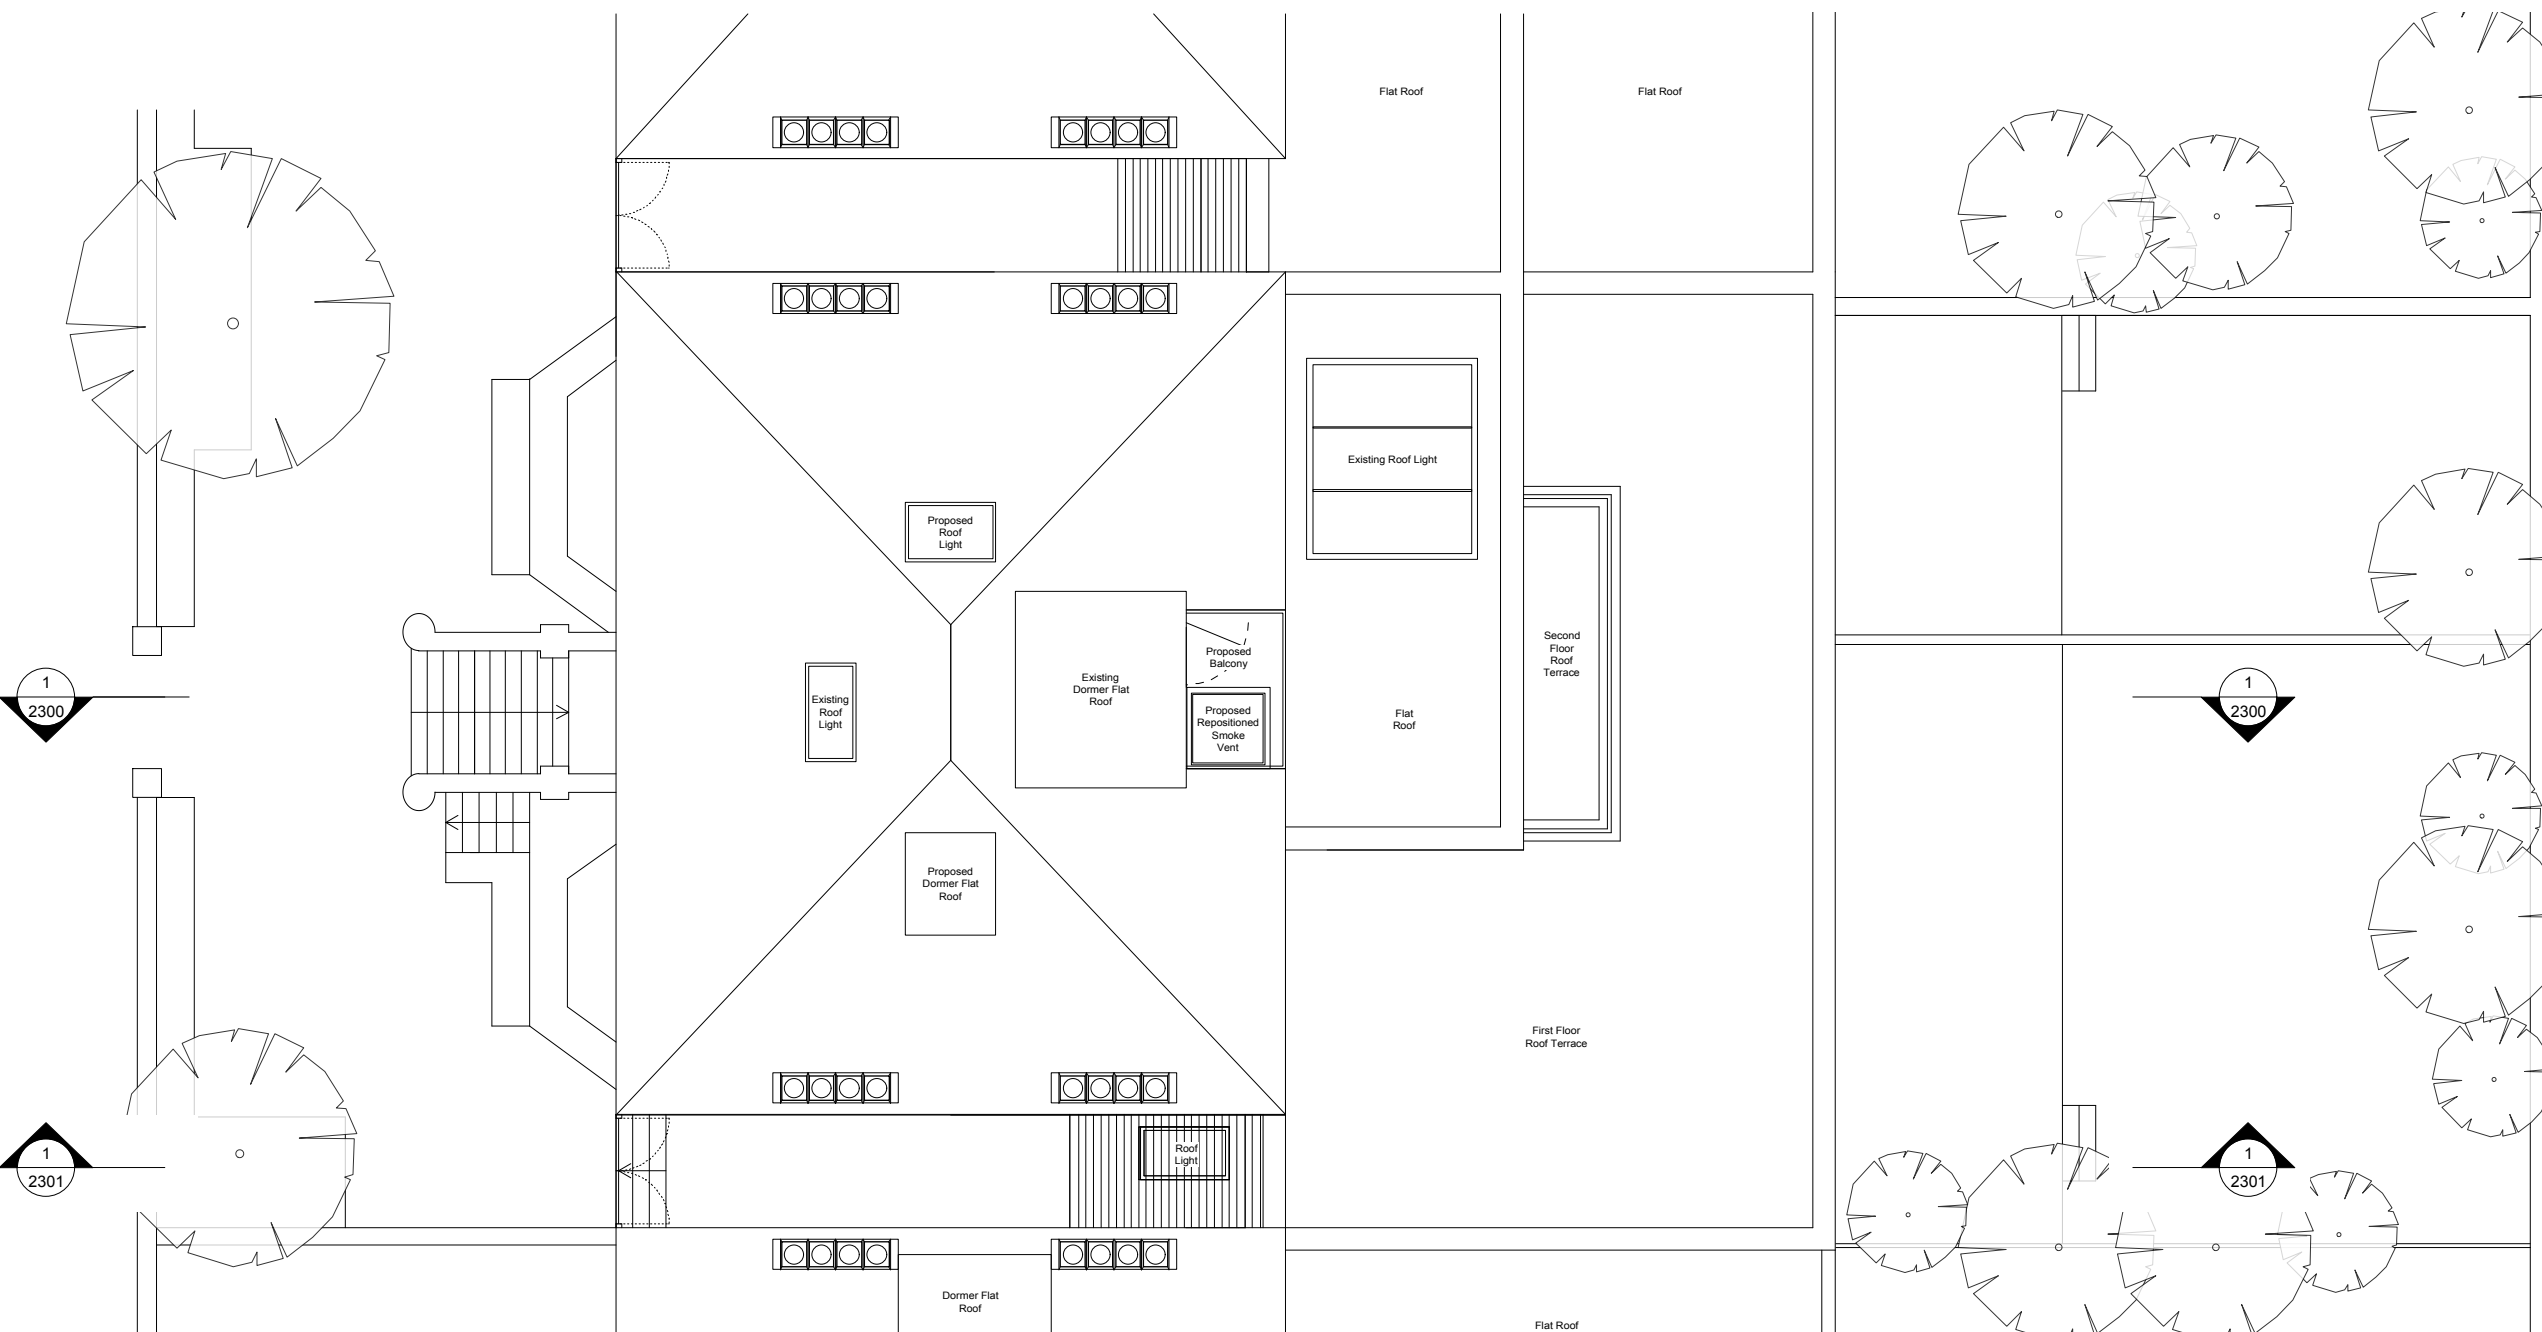 Flat Roof
Flat Roof
Existing Roof Light
Proposed
Roof
Light
Second
Floor
Roof
Terrace
Proposed
Balcony
Existing
Dormer Flat
Roof
1
2300
Existing
Roof
Light
Proposed
Repositioned
Smoke
Vent
Flat
Roof
1
2300
Proposed
Dormer Flat
Roof
First Floor
Roof Terrace
1
2301
Roof
Light
1
2301
Dormer Flat
Roof
Flat Roof